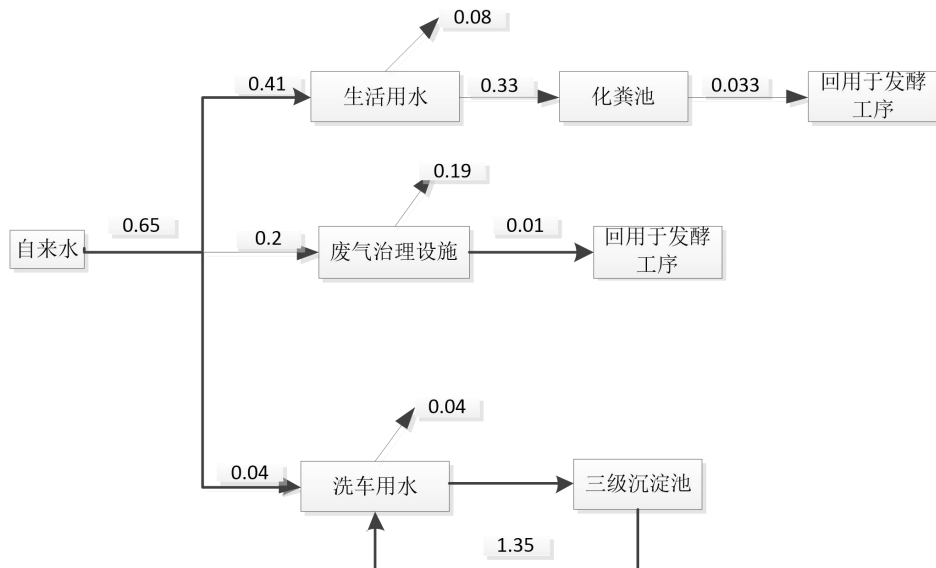 0.08
0.41
生活用水
0.33
化粪池
0.033
回用于发酵
工序
0.19
自来水
0.65
0.2
废气治理设施
0.01
回用于发酵
工序
0.04
0.04
洗车用水
三级沉淀池
1.35